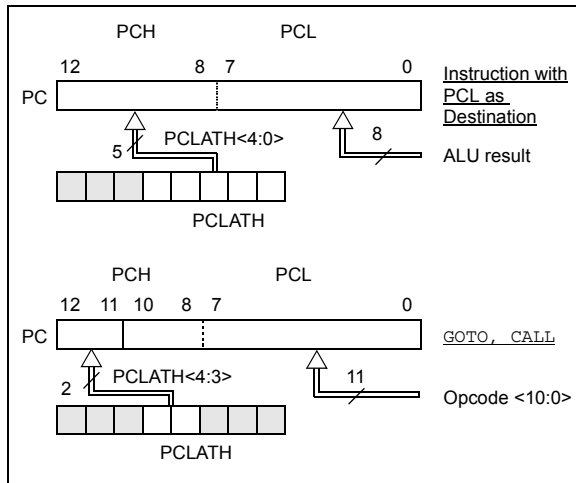 PCH PCL
12 8 7 0
PC
Instruction with
PCL as
Destination
5 PCLATH<4:0> 8
ALU result
PCLATH
PCH PCL
12 11 10 8 7 0
PC
GOTO, CALL
2 PCLATH<4:3> 11
Opcode <10:0>
PCLATH